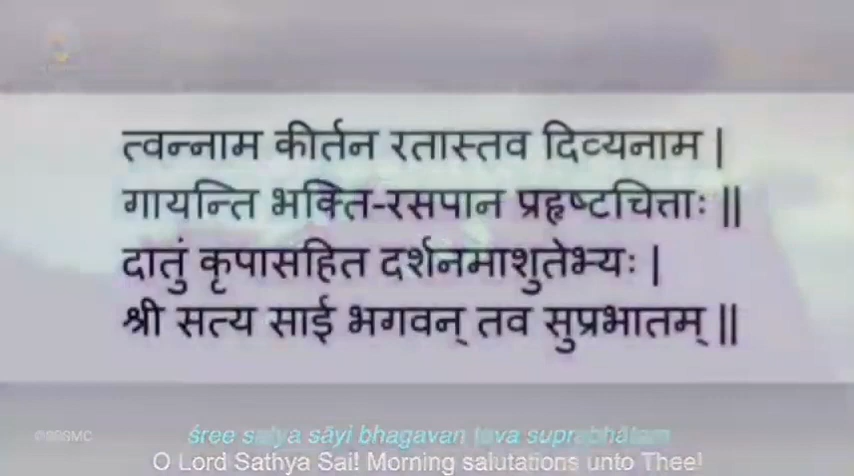 त्वन्नाम कीर्तन रतास्तव दिव्यनाम |
गायन्ति भक्ति-रसपान प्रहृष्टचित्ताः ||
दातुं कृपासहित दर्शनमाशुतेभ्यः |
श्री सत्य साई भगवन् तव सुप्रभातम् ||
©SSSMC
śree satya sāyi bhagavan tava suprabhātam
O Lord Sathya Sai! Morning salutations unto Thee!